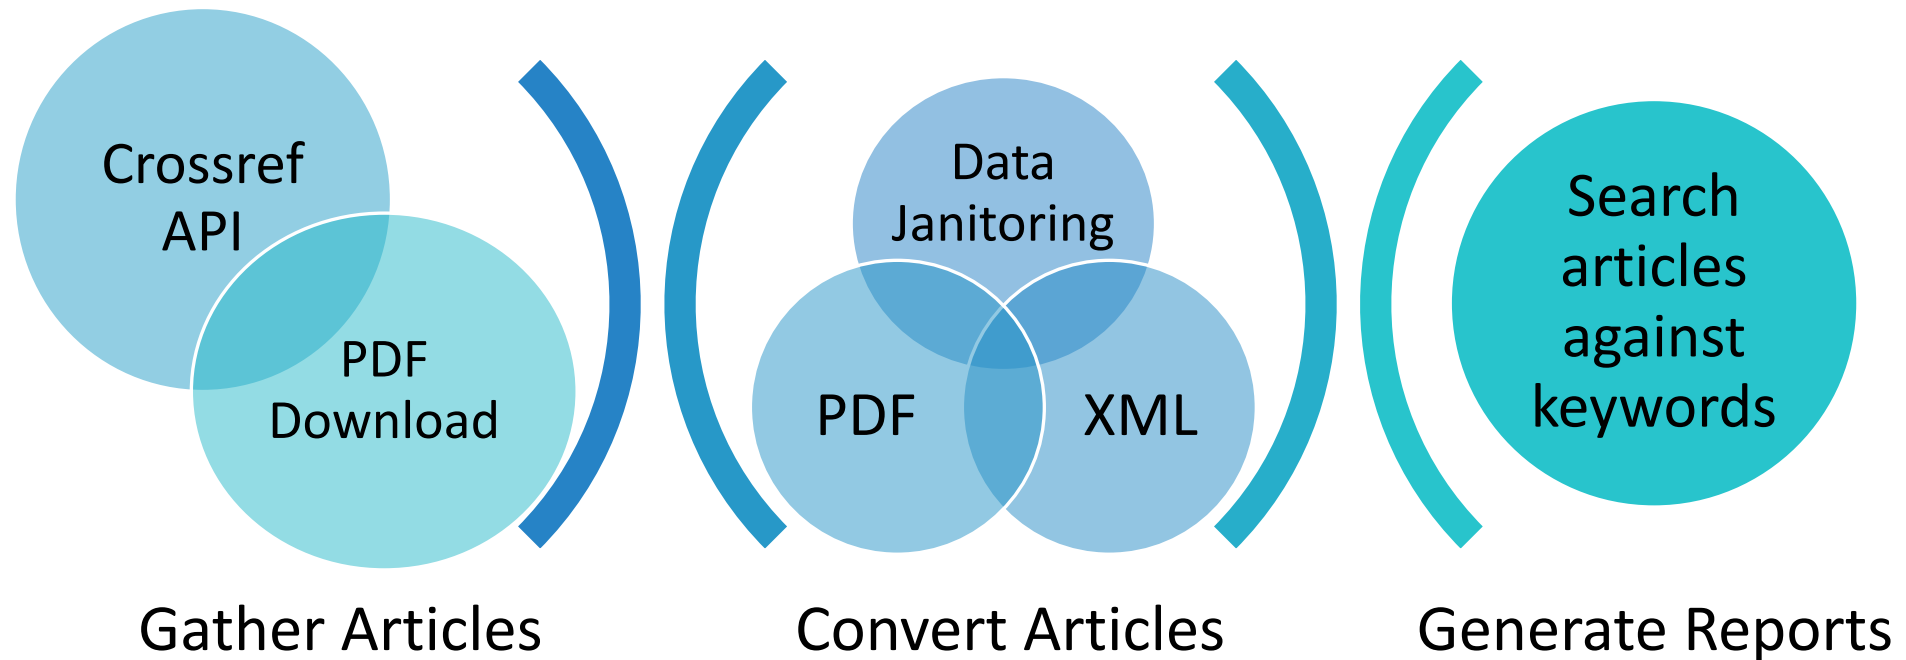 Crossref
API
PDF
Download
Gather Articles
Data
Janitoring
PDF
XML
Convert Articles
Search
articles
against
keywords
Generate Reports